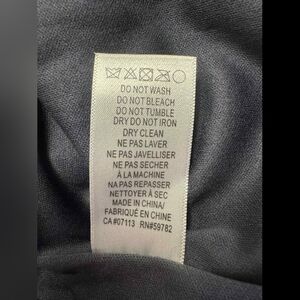 DO NOT WASH
DO NOT BLEACH
DO NOT TUMBLE
DRY DO NOT IRON
DRY CLEAN
NE PAS LAVER
NE PAS JAVELLISER
NE PAS SECHER
À LA MACHINE
NA PAS REPASSER
NETTOYER À SEC
MADE IN CHINA/
FABRIQUÉ EN CHINE
CA#07113 RN#59782